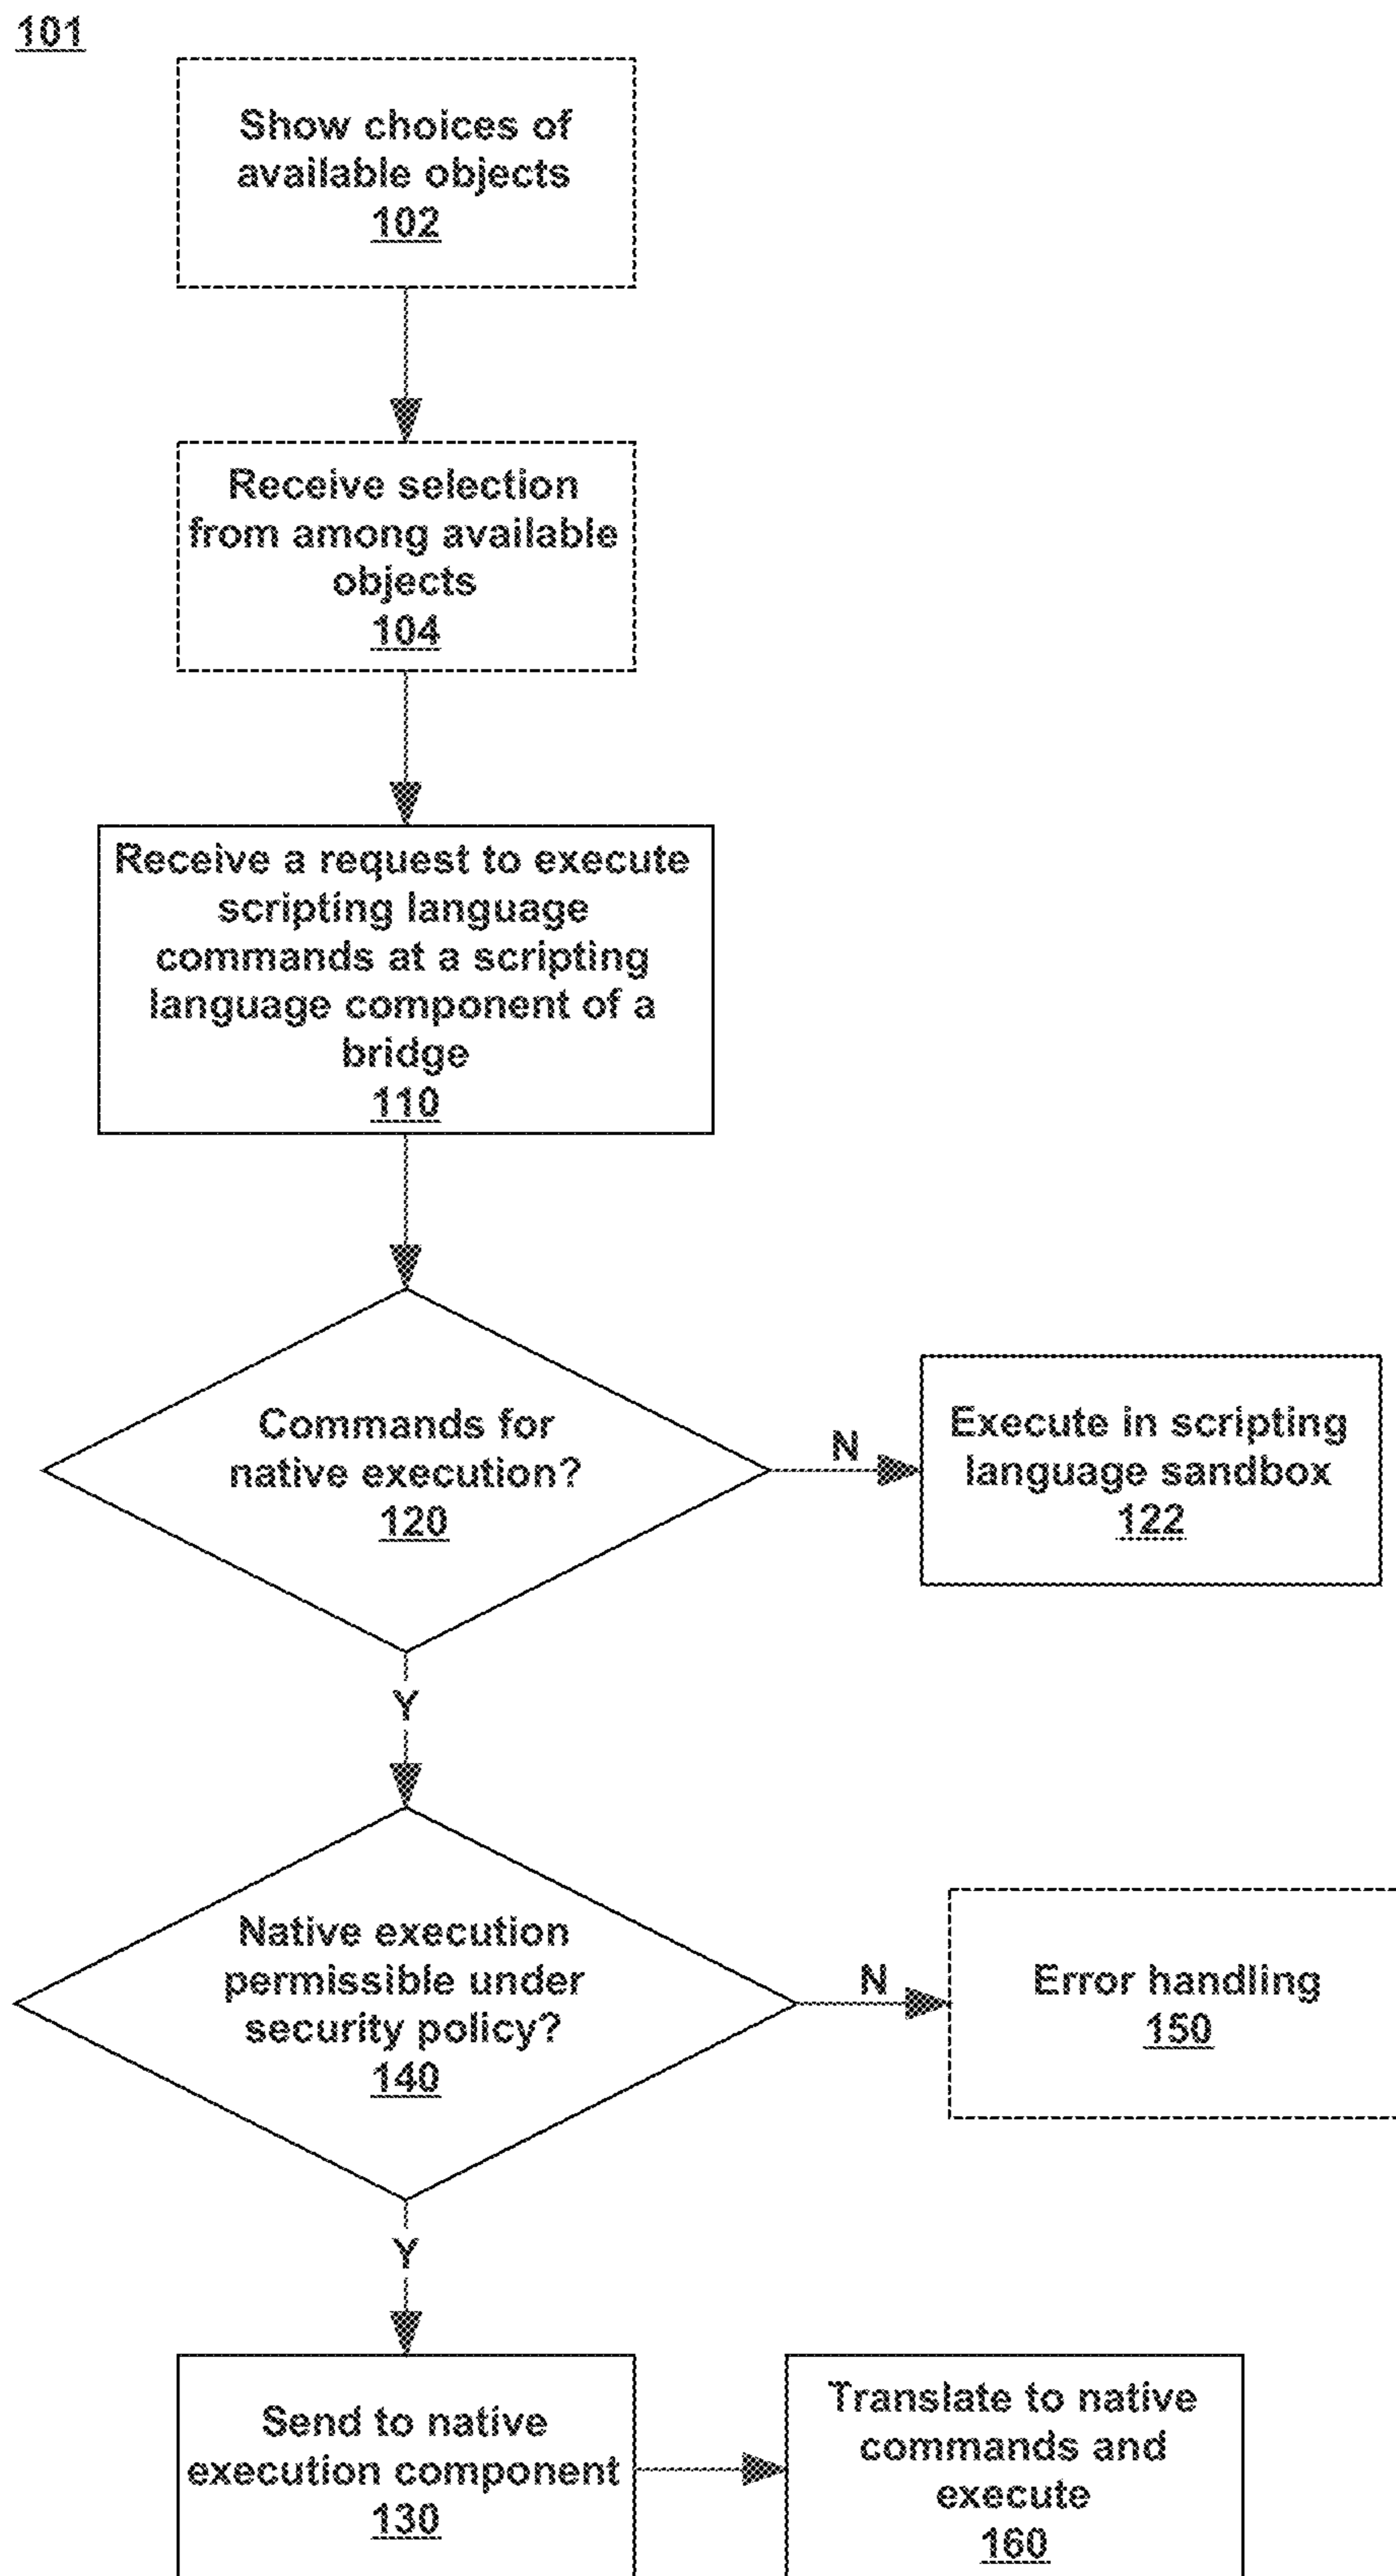 101
Show choices of
available objects
102
Receive selection
from among available
objects
104
Receive a request to execute
scripting language
commands at a scripting
language component of a
bridge
110
Commands for
native execution?
120
N
Execute in scripting
language sandbox
122
Y
Native execution
permissible under
security policy?
140
N
Error handling
150
Y
Send to native
execution component
130
Translate to native
commands and
execute
160